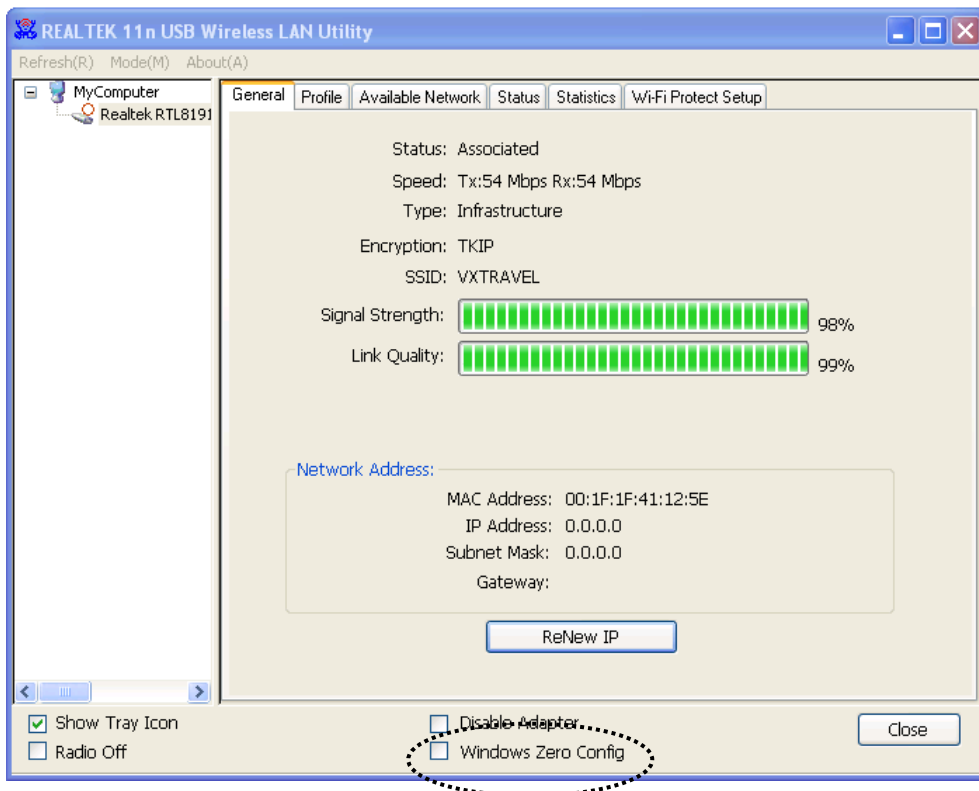 REALTEK 11n USB Wireless LAN Utility
Refresh(R) Mode(M) About(A)
MyComputer
Realtek RTL8191
General Profile Available Network Status Statistics Wi-Fi Protect Setup
Status: Associated
Speed: Tx:54 Mbps Rx:54 Mbps
Type: Infrastructure
Encryption: TKIP
SSID: VXTRAVEL
Signal Strength: 98%
Link Quality: 99%
Network Address:
MAC Address: 00:1F:1F:41:12:5E
IP Address: 0.0.0.0
Subnet Mask: 0.0.0.0
Gateway:
ReNew IP
Show Tray Icon
Radio Off
Disable Adapter
Windows Zero Config
Close